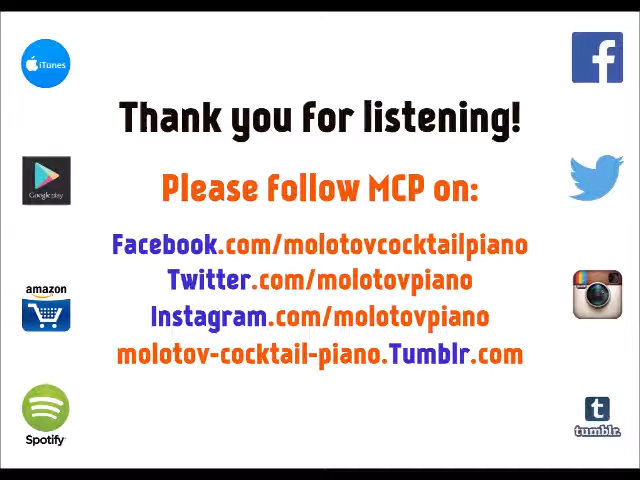 iTunes
Thank you for listening!
Google play
Please follow MCP on:
Facebook.com/molotovcocktailpiano
Twitter.com/molotovpiano
amazon
Instagram.com/molotovpiano
molotov-cocktail-piano.Tumblr.com
Spotify
t
tumblr.